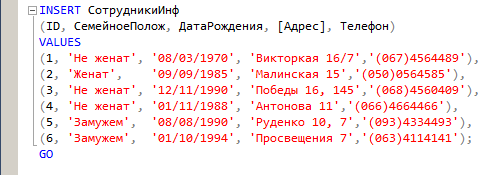 INSERT СотрудникиИнф
(ID, СемейноеПолож, ДатаРождения, [Адрес], Телефон)
VALUES
(1, 'Не женат', '08/03/1970', 'Викторкая 16/7','(067)4564489'),
(2, 'Женат',    '09/09/1985', 'Малинская 15','(050)0564585'),
(3, 'Не женат', '12/11/1990', 'Победы 16, 145','(068)4560409'),
(4, 'Не женат', '01/11/1988', 'Антонова 11','(066)4664466'),
(5, 'Замужем',  '08/08/1990', 'Руденко 10, 7','(093)4334493'),
(6, 'Замужем',  '01/10/1994', 'Просвещения 7','(063)4114141');
GO